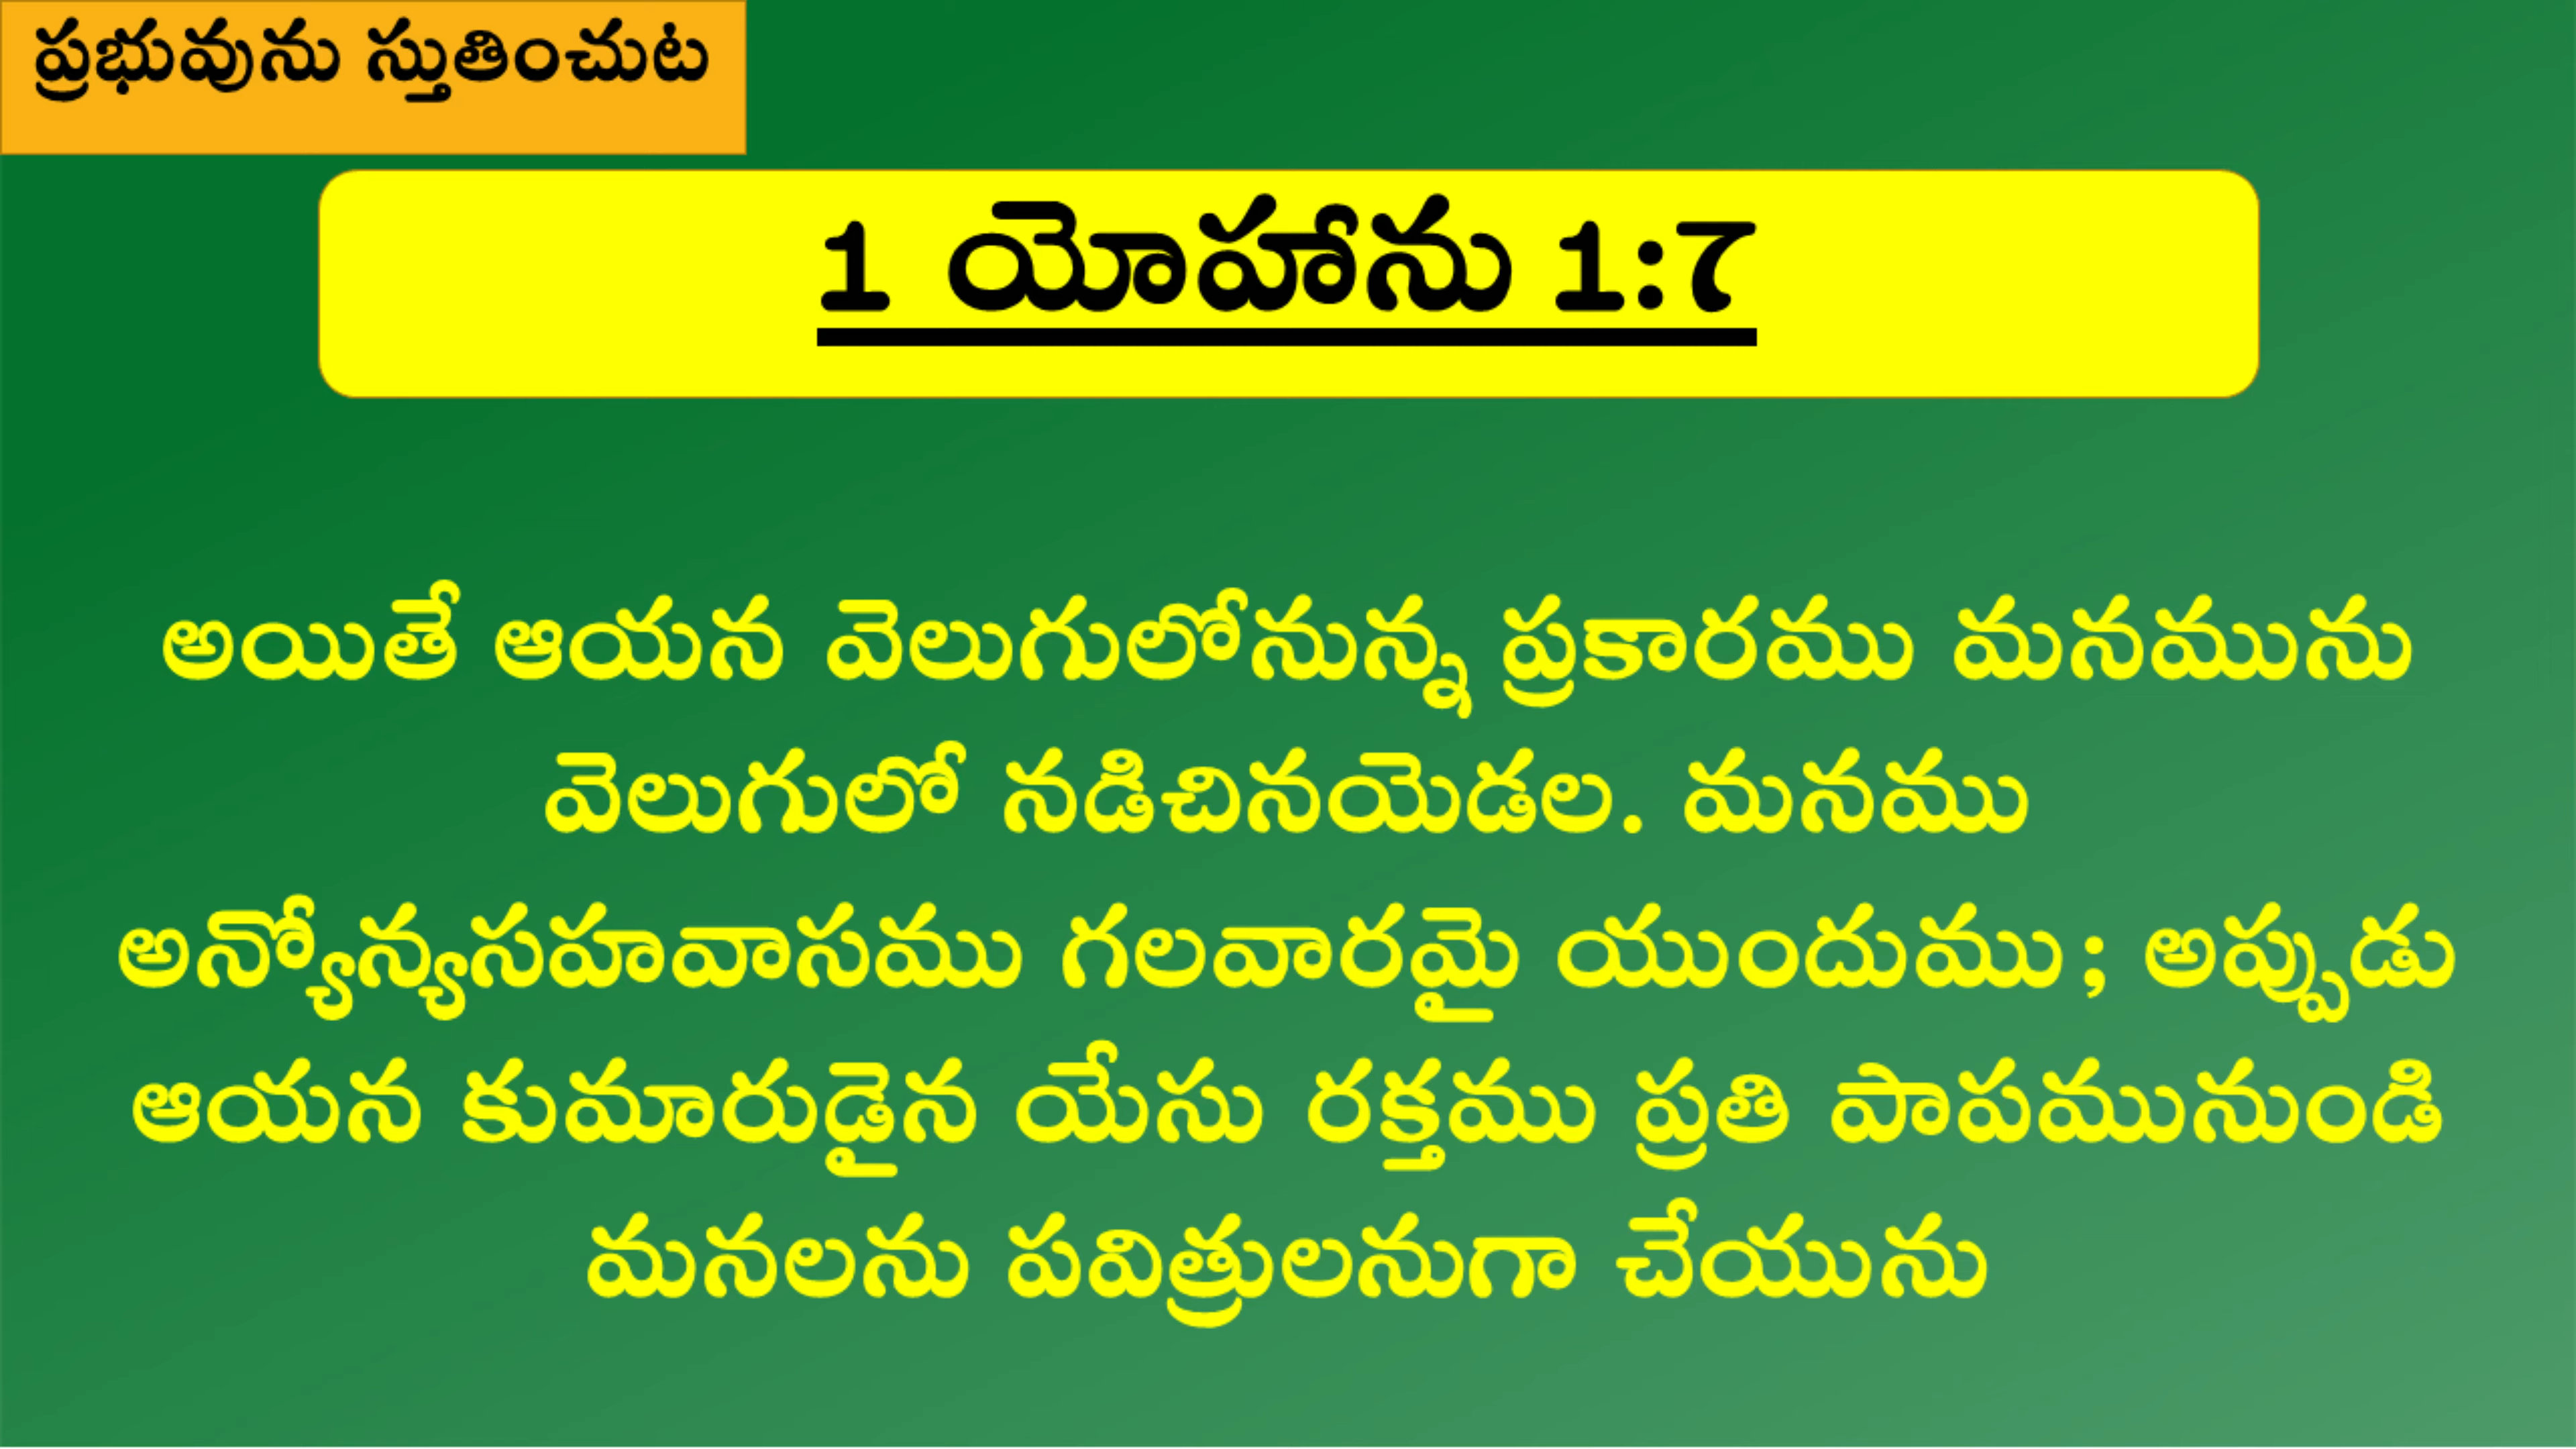 ప్రభువును స్తుతించుట
1 యోహాను 1:7
అయితే ఆయన వెలుగులోనున్న ప్రకారము మనమును
వెలుగులో నడిచినయెడల. మనము
అన్యోన్యసహవాసము గలవారమై యుందుము; అప్పుడు
ఆయన కుమారుడైన యేసు రక్తము ప్రతి పాపమునుండి
మనలను పవిత్రులనుగా చేయును